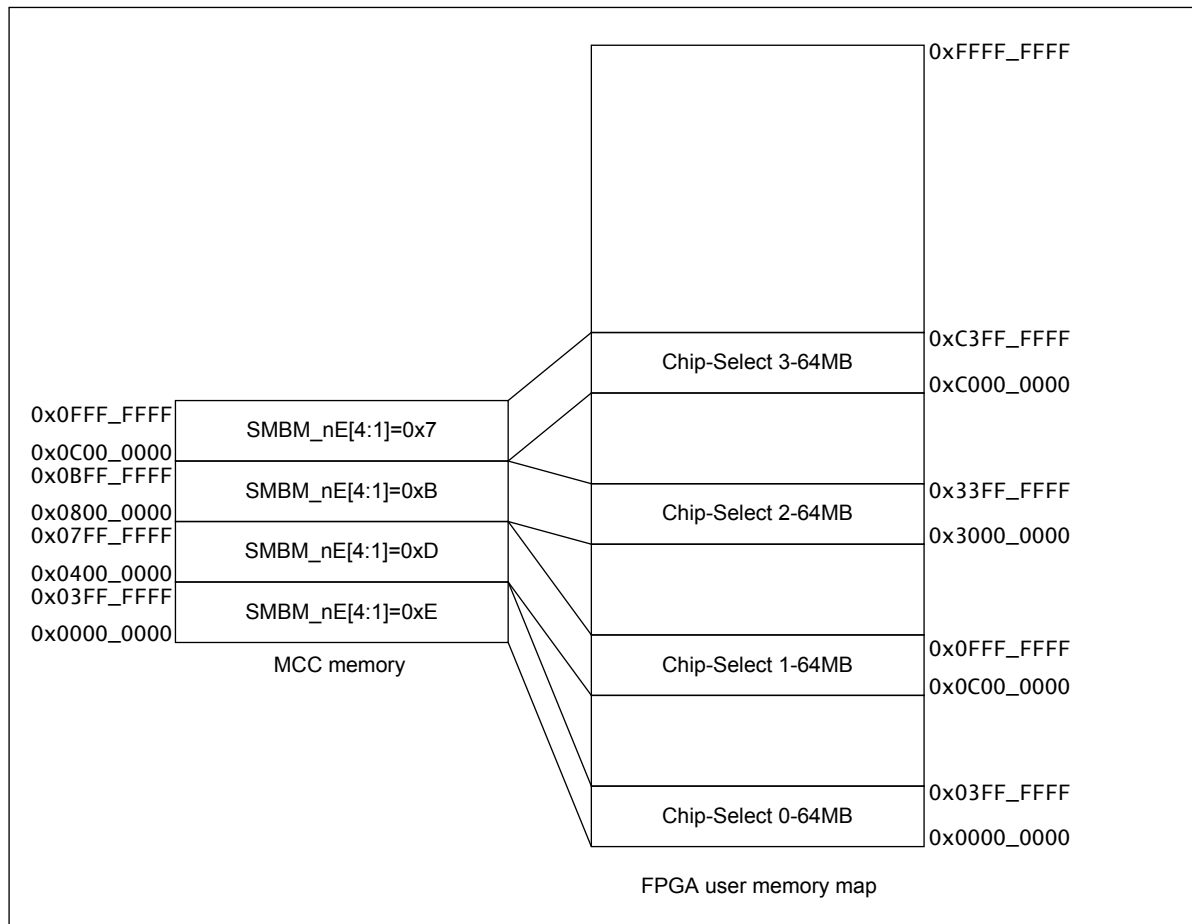 0xFFFF_FFFF
0xC3FF_FFFF
Chip-Select 3-64MB
0xC000_0000
0x0FFF_FFFF
SMBM_nE[4:1]=0x7
0x0C00_0000
0x0BFF_FFFF
SMBM_nE[4:1]=0xB
0x0800_0000
0x07FF_FFFF
SMBM_nE[4:1]=0xD
0x0400_0000
0x03FF_FFFF
SMBM_nE[4:1]=0xE
0x0000_0000
MCC memory
0x33FF_FFFF
Chip-Select 2-64MB
0x3000_0000
0x0FFF_FFFF
Chip-Select 1-64MB
0x0C00_0000
0x03FF_FFFF
Chip-Select 0-64MB
0x0000_0000
FPGA user memory map